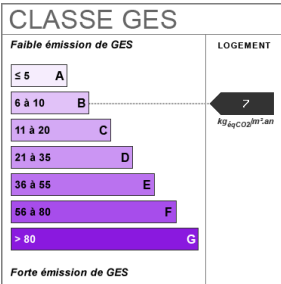 CLASSE GES
Faible émission de GES
LOGEMENT
≤ 5 A
6 à 10 B
7
kgéqCO2/m².an
11 à 20 C
21 à 35 D
36 à 55 E
56 à 80 F
> 80 G
Forte émission de GES